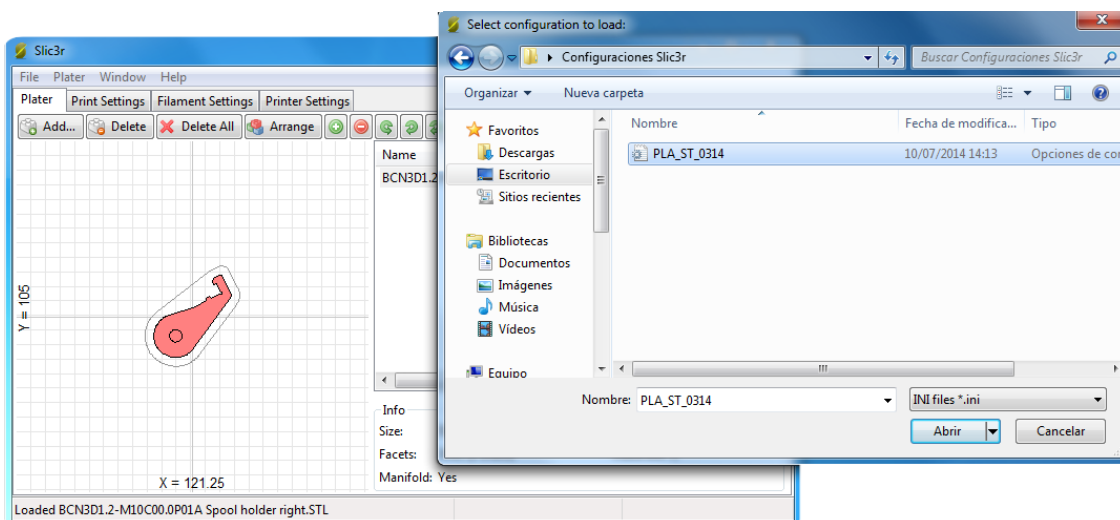 Slic3r
File Plater Window Help
Plater Print Settings Filament Settings Printer Settings
Add... Delete Delete All Arrange
Name
BCN3D1.2
Y = 105
X = 121.25
Info
Size:
Facets:
Manifold: Yes
Loaded BCN3D1.2-M10C00.0P01A Spool holder right.STL
Select configuration to load:
Configuraciones Slic3r
Buscar Configuraciones Slic3r
Organizar Nueva carpeta
Favoritos
Descargas
Escritorio
Sitios recientes
Bibliotecas
Documentos
Imágenes
Música
Vídeos
Equipo
Nombre Fecha de modifica... Tipo
PLA_ST_0314 10/07/2014 14:13 Opciones de con
Nombre: PLA_ST_0314 INI files *.ini
Abrir Cancelar